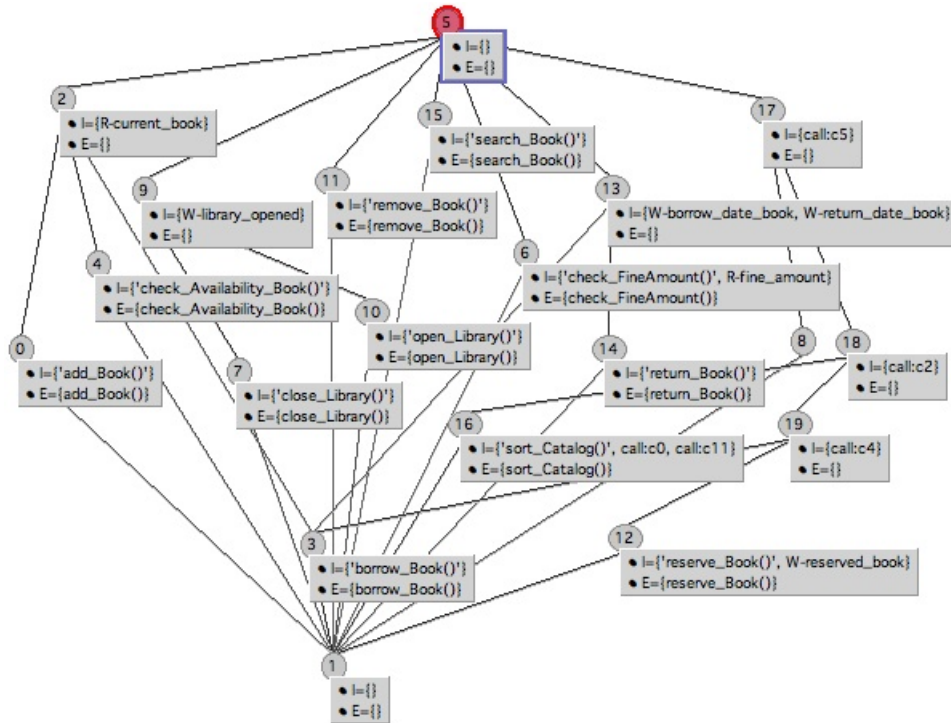 5
I={}
E={}
2
I={R-current_book}
E={}
15
I={'search_Book()'}
E={search_Book()}
17
I={call:c5}
E={}
9
I={W-library_opened}
E={}
11
I={'remove_Book()'}
E={remove_Book()}
13
I={W-borrow_date_book, W-return_date_book}
E={}
4
I={'check_Availability_Book()'}
E={check_Availability_Book()}
6
I={'check_FineAmount()', R-fine_amount}
E={check_FineAmount()}
10
I={'open_Library()'}
E={open_Library()}
0
I={'add_Book()'}
E={add_Book()}
7
I={'close_Library()'}
E={close_Library()}
14
I={'return_Book()'}
E={return_Book()}
8
18
I={call:c2}
E={}
16
I={'sort_Catalog()', call:c0, call:c11}
E={sort_Catalog()}
19
I={call:c4}
E={}
3
I={'borrow_Book()'}
E={borrow_Book()}
12
I={'reserve_Book()', W-reserved_book}
E={reserve_Book()}
1
I={}
E={}